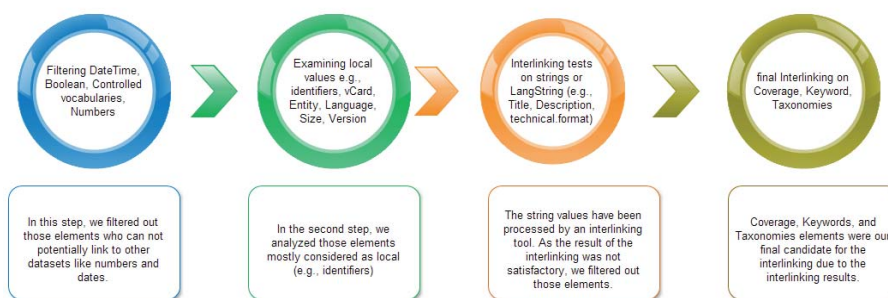 Filtering DateTime,
Boolean, Controlled
vocabularies,
Numbers
Examining local
values e.g.,
identifiers, vCard,
Entity, Language,
Size, Version
Interlinking tests
on strings or
LangString (e.g.,
Title, Description,
technical.format)
final Interlinking on
Coverage, Keyword,
Taxonomies
In this step, we filtered out
those elements who can not
potentially link to other
datasets like numbers and
dates.
In the second step, we
analyzed those elements
mostly considered as local
(e.g., identifiers)
The string values have been
processed by an interlinking
tool. As the result of the
interlinking was not
satisfactory, we filtered out
those elements.
Coverage, Keywords, and
Taxonomies elements were our
final candidate for the
interlinking due to the
interlinking results.